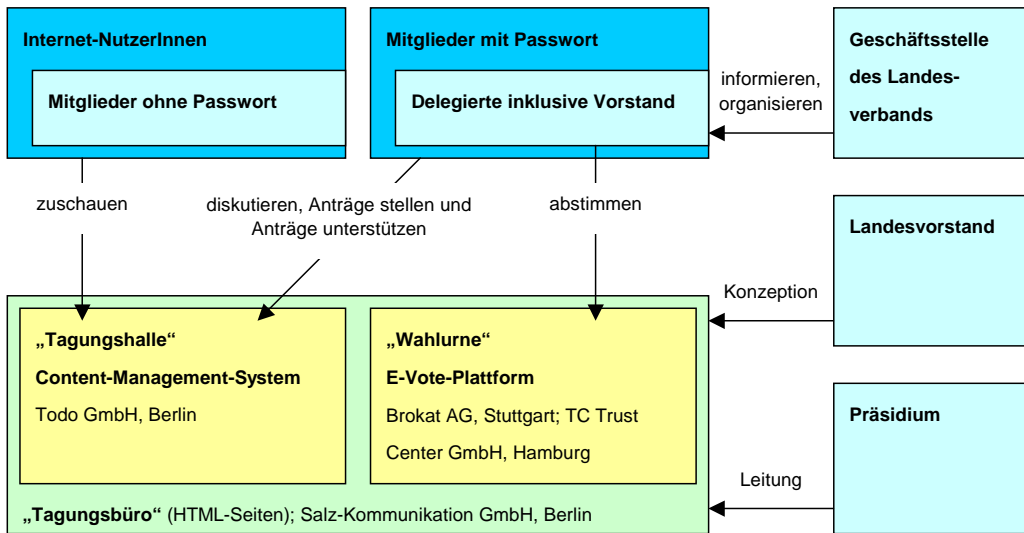 Internet-NutzerInnen
Mitglieder ohne Passwort
Mitglieder mit Passwort
Delegierte inklusive Vorstand
informieren,
organisieren
Geschäftsstelle
des Landes-
verbands
zuschauen
diskutieren, Anträge stellen und
Anträge unterstützen
abstimmen
Landesvorstand
Konzeption
„Tagungshalle“
Content-Management-System
Todo GmbH, Berlin
„Wahlurne“
E-Vote-Plattform
Brokat AG, Stuttgart; TC Trust
Center GmbH, Hamburg
Präsidium
Leitung
„Tagungsbüro“ (HTML-Seiten); Salz-Kommunikation GmbH, Berlin